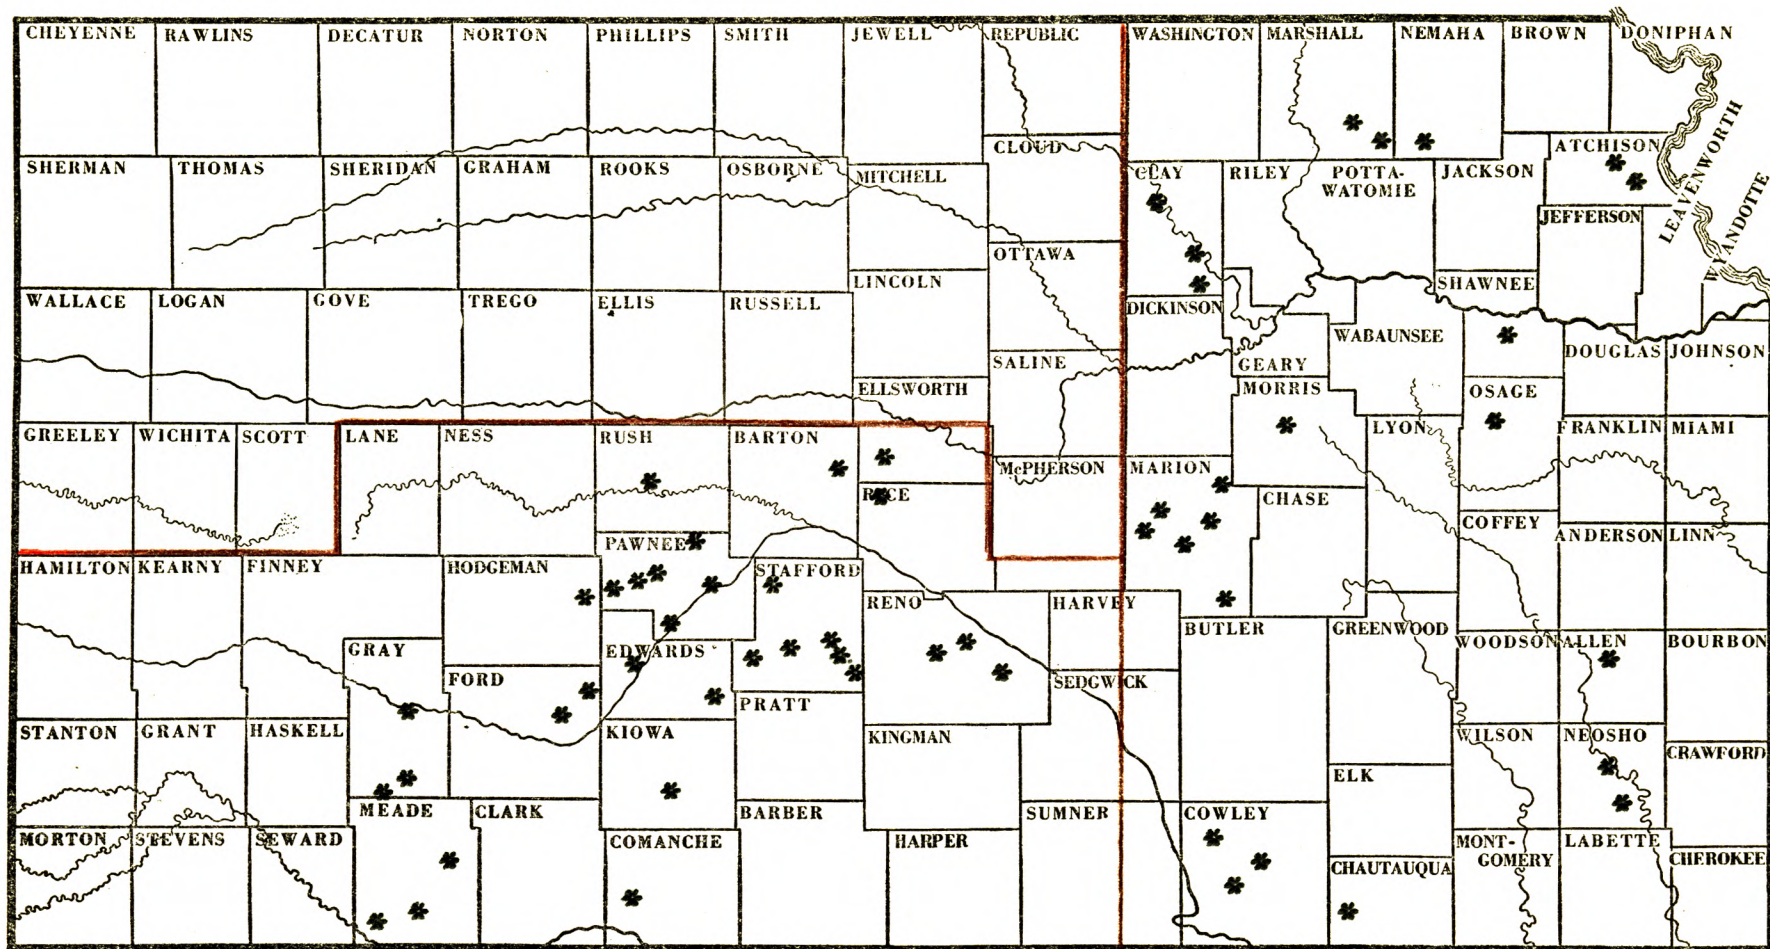 CHEYENNE RAWLINS DECATUR NORTON PHILLIPS SMITH JEWELL REPUBLIC WASHINGTON MARSHALL NEMAHA BROWN DONIPHAN
LEAVENWORTH
WYANDOTTE
CLOUD ATCHISON
SHERMAN THOMAS SHERIDAN GRAHAM ROOKS OSBORNE MITCHELL CLAY RILEY POTTA-
WATOMIE JACKSON
JEFFERSON
OTTAWA
LINCOLN SHAWNEE
WALLACE LOGAN GOVE TREGO ELLIS RUSSELL DICKINSON
WABAUNSEE
SALINE GEARY DOUGLAS JOHNSON
ELLSWORTH MORRIS OSAGE
GREELEY WICHITA SCOTT LANE NESS RUSH BARTON LYON FRANKLIN MIAMI
McPHERSON MARION
RICE CHASE
COFFEY
PAWNEE ANDERSON LINN
HAMILTON KEARNY FINNEY HODGEMAN STAFFORD
RENO HARVEY
BUTLER GREENWOOD
GRAY EDWARDS WOODSON ALLEN BOURBON
FORD SEDGWICK
PRATT
STANTON GRANT HASKELL KIOWA KINGMAN WILSON NEOSHO
CRAWFORD
ELK
MEADE CLARK BARBER SUMNER COWLEY
MORTON STEVENS SEWARD COMANCHE HARPER MONT-
GOMERY LABETTE
CHEROKEE
CHAUTAUQUA